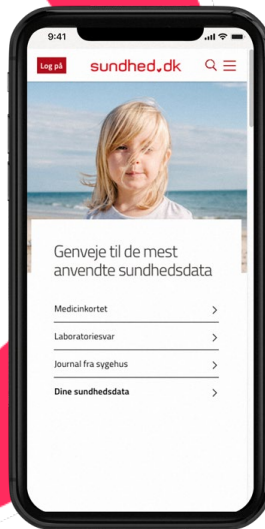 9:41
Log på
sundhed.dk
Genveje til de mest
anvendte sundhedsdata
Medicinkortet
Laboratoriesvar
Journal fra sygehus
Dine sundhedsdata